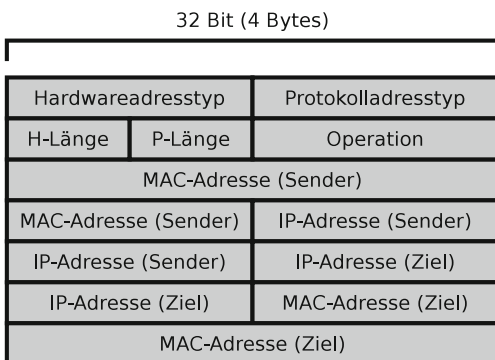 32 Bit (4 Bytes)
Hardwareadresstyp Protokolladresstyp
H-Länge P-Länge Operation
MAC-Adresse (Sender)
MAC-Adresse (Sender) IP-Adresse (Sender)
IP-Adresse (Sender) IP-Adresse (Ziel)
IP-Adresse (Ziel) MAC-Adresse (Ziel)
MAC-Adresse (Ziel)